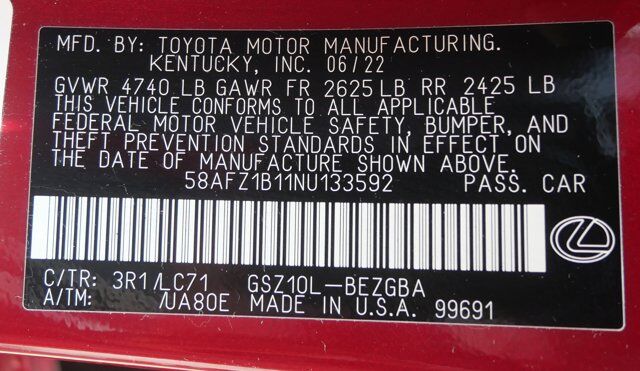 MFD. BY: TOYOTA MOTOR MANUFACTURING.
KENTUCKY, INC. 06/22
GVWR 4740 LB GAWR FR 2625 LB RR 2425 LB
THIS VEHICLE CONFORMS TO ALL APPLICABLE
FEDERAL MOTOR VEHICLE SAFETY, BUMPER, AND
THEFT PREVENTION STANDARDS IN EFFECT ON
THE DATE OF MANUFACTURE SHOWN ABOVE.
58AFZ1B11NU133592 PASS. CAR
C/TR: 3R1/LC71 GSZ10L-BEZGBA
A/TM: /UA80E MADE IN U.S.A. 99691